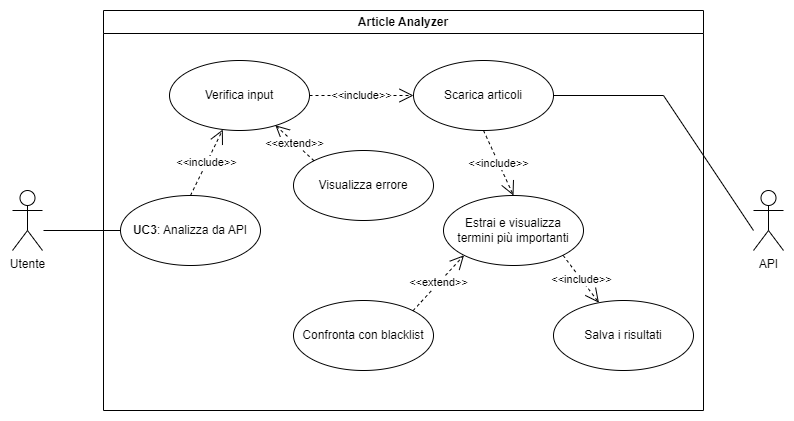 Article Analyzer
Verifica input
<<include>>
Scarica articoli
<<extend>>
<<include>>
<<include>>
Visualizza errore
UC3: Analizza da API
Estrai e visualizza
termini più importanti
Utente
API
<<extend>>
<<include>>
Confronta con blacklist
Salva i risultati